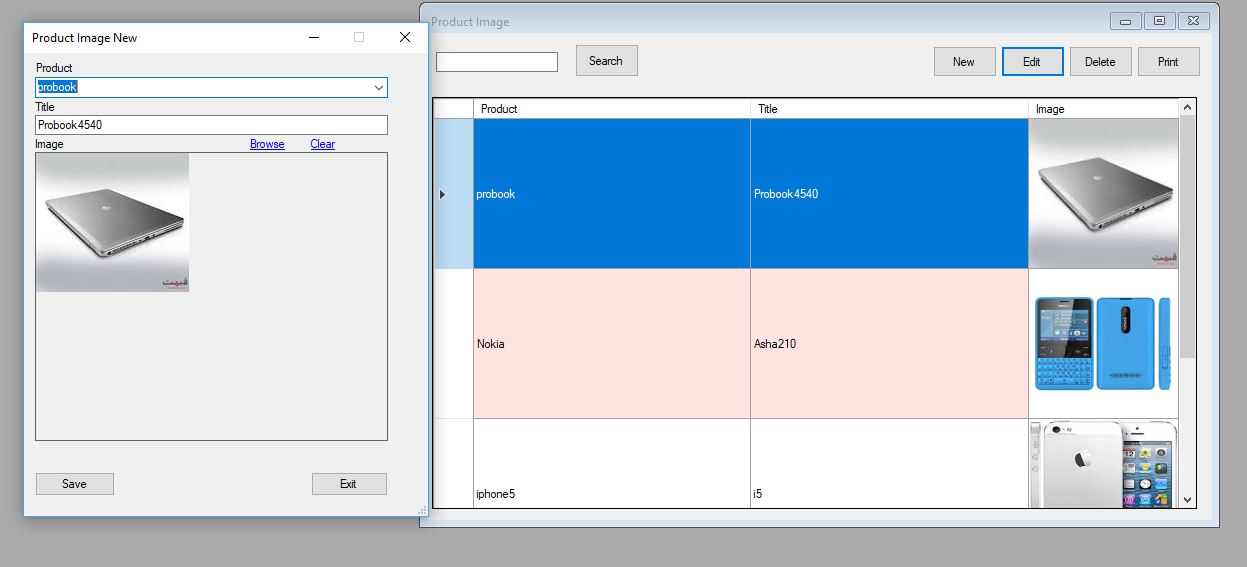 Product Image New
Product
probook
Title
Probook4540
Image
Browse
Clear
قیمت
Save
Exit
Product Image
Search
New
Edit
Delete
Print
Product
Title
Image
probook
Probook4540
قیمت
Nokia
Asha210
NOKIA
iphone5
i5